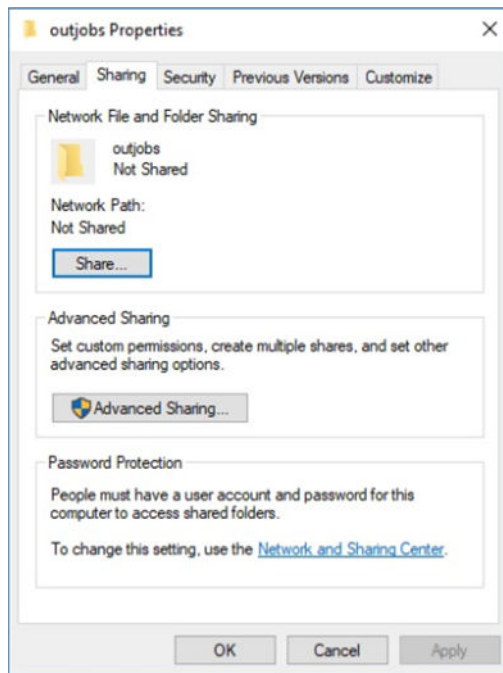 outjobs Properties
General Sharing Security Previous Versions Customize
Network File and Folder Sharing
outjobs
Not Shared
Network Path:
Not Shared
Share...
Advanced Sharing
Set custom permissions, create multiple shares, and set other
advanced sharing options.
Advanced Sharing...
Password Protection
People must have a user account and password for this
computer to access shared folders.
To change this setting, use the Network and Sharing Center.
OK Cancel Apply